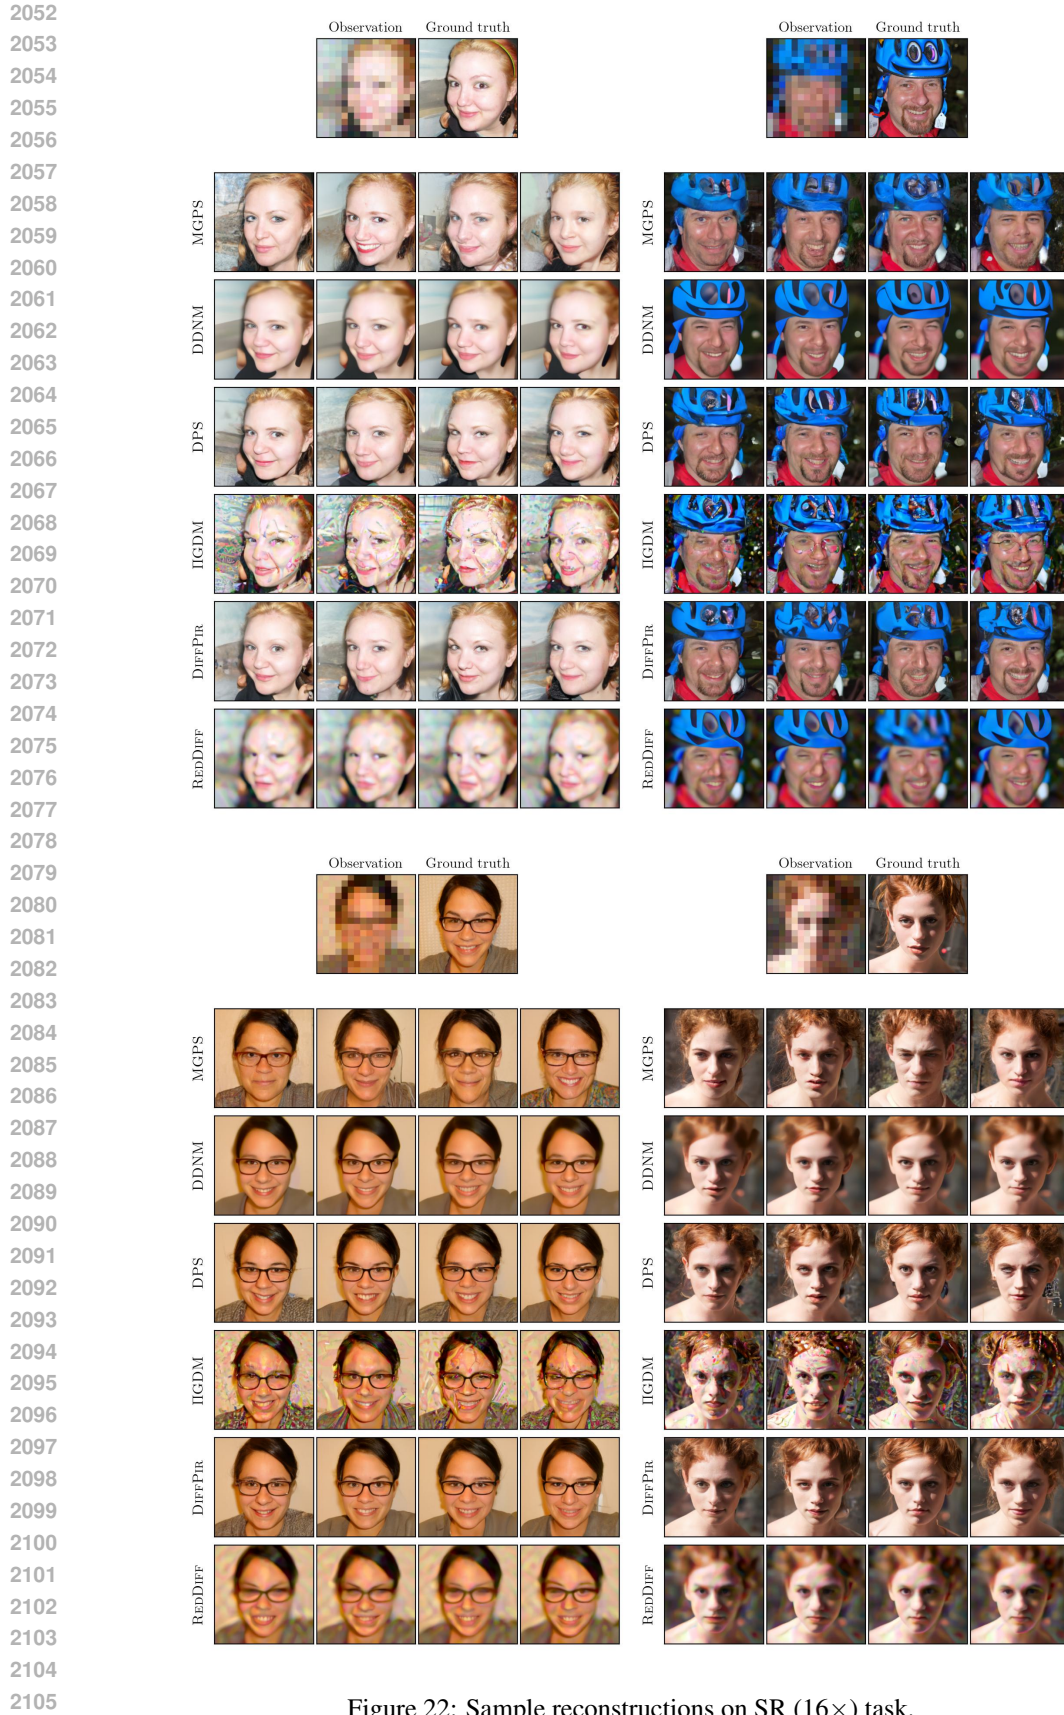 2052
2053
2054
2055
2056
2057
2058
2059
2060
2061
2062
2063
2064
2065
2066
2067
2068
2069
2070
2071
2072
2073
2074
2075
2076
2077
2078
2079
2080
2081
2082
2083
2084
2085
2086
2087
2088
2089
2090
2091
2092
2093
2094
2095
2096
2097
2098
2099
2100
2101
2102
2103
2104
2105
Observation Ground truth
MGPS
DDNM
DPS
ΠGDM
DiffPir
RedDiff
Observation Ground truth
MGPS
DDNM
DPS
ΠGDM
DiffPir
RedDiff
Observation Ground truth
MGPS
DDNM
DPS
ΠGDM
DiffPir
RedDiff
Observation Ground truth
MGPS
DDNM
DPS
ΠGDM
DiffPir
RedDiff
Figure 22: Sample reconstructions on SR (16×) task.